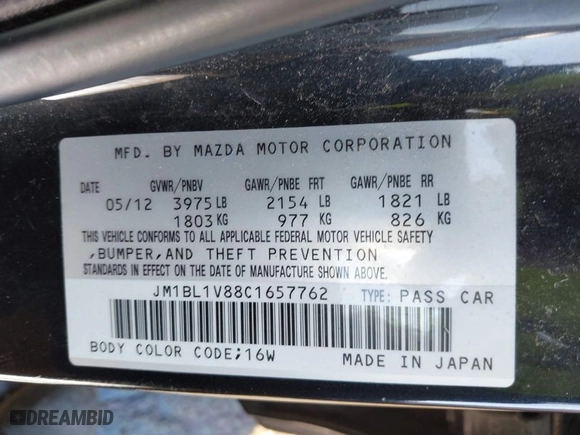 MFD. BY MAZDA MOTOR CORPORATION
DATE GVWR/PNBV GAWR/PNBE FRT GAWR/PNBE RR
05/12 3975 LB 2154 LB 1821 LB
1803 KG 977 KG 826 KG
THIS VEHICLE CONFORMS TO ALL APPLICABLE FEDERAL MOTOR VEHICLE SAFETY
,BUMPER,AND THEFT PREVENTION
STANDARDS IN EFFECT ON THE DATE OF MANUFACTURE SHOWN ABOVE.
JM1BL1V88C1657762 TYPE: PASS CAR
BODY COLOR CODE;16W MADE IN JAPAN
DREAMBID